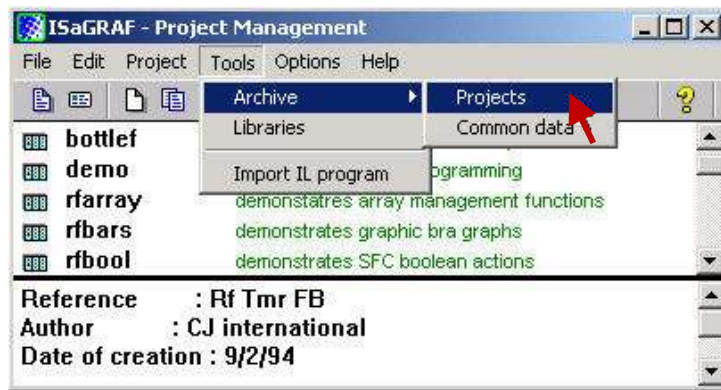 ISaGRAF - Project Management
File Edit Project Tools Options Help
Archive Projects
Libraries Common data
Import IL program
bottlef
demo ogramming
rfarray demonstatres array management functions
rfbars demonstrates graphic bra graphs
rfbool demonstrates SFC boolean actions
Reference : Rf Tmr FB
Author : CJ international
Date of creation : 9/2/94